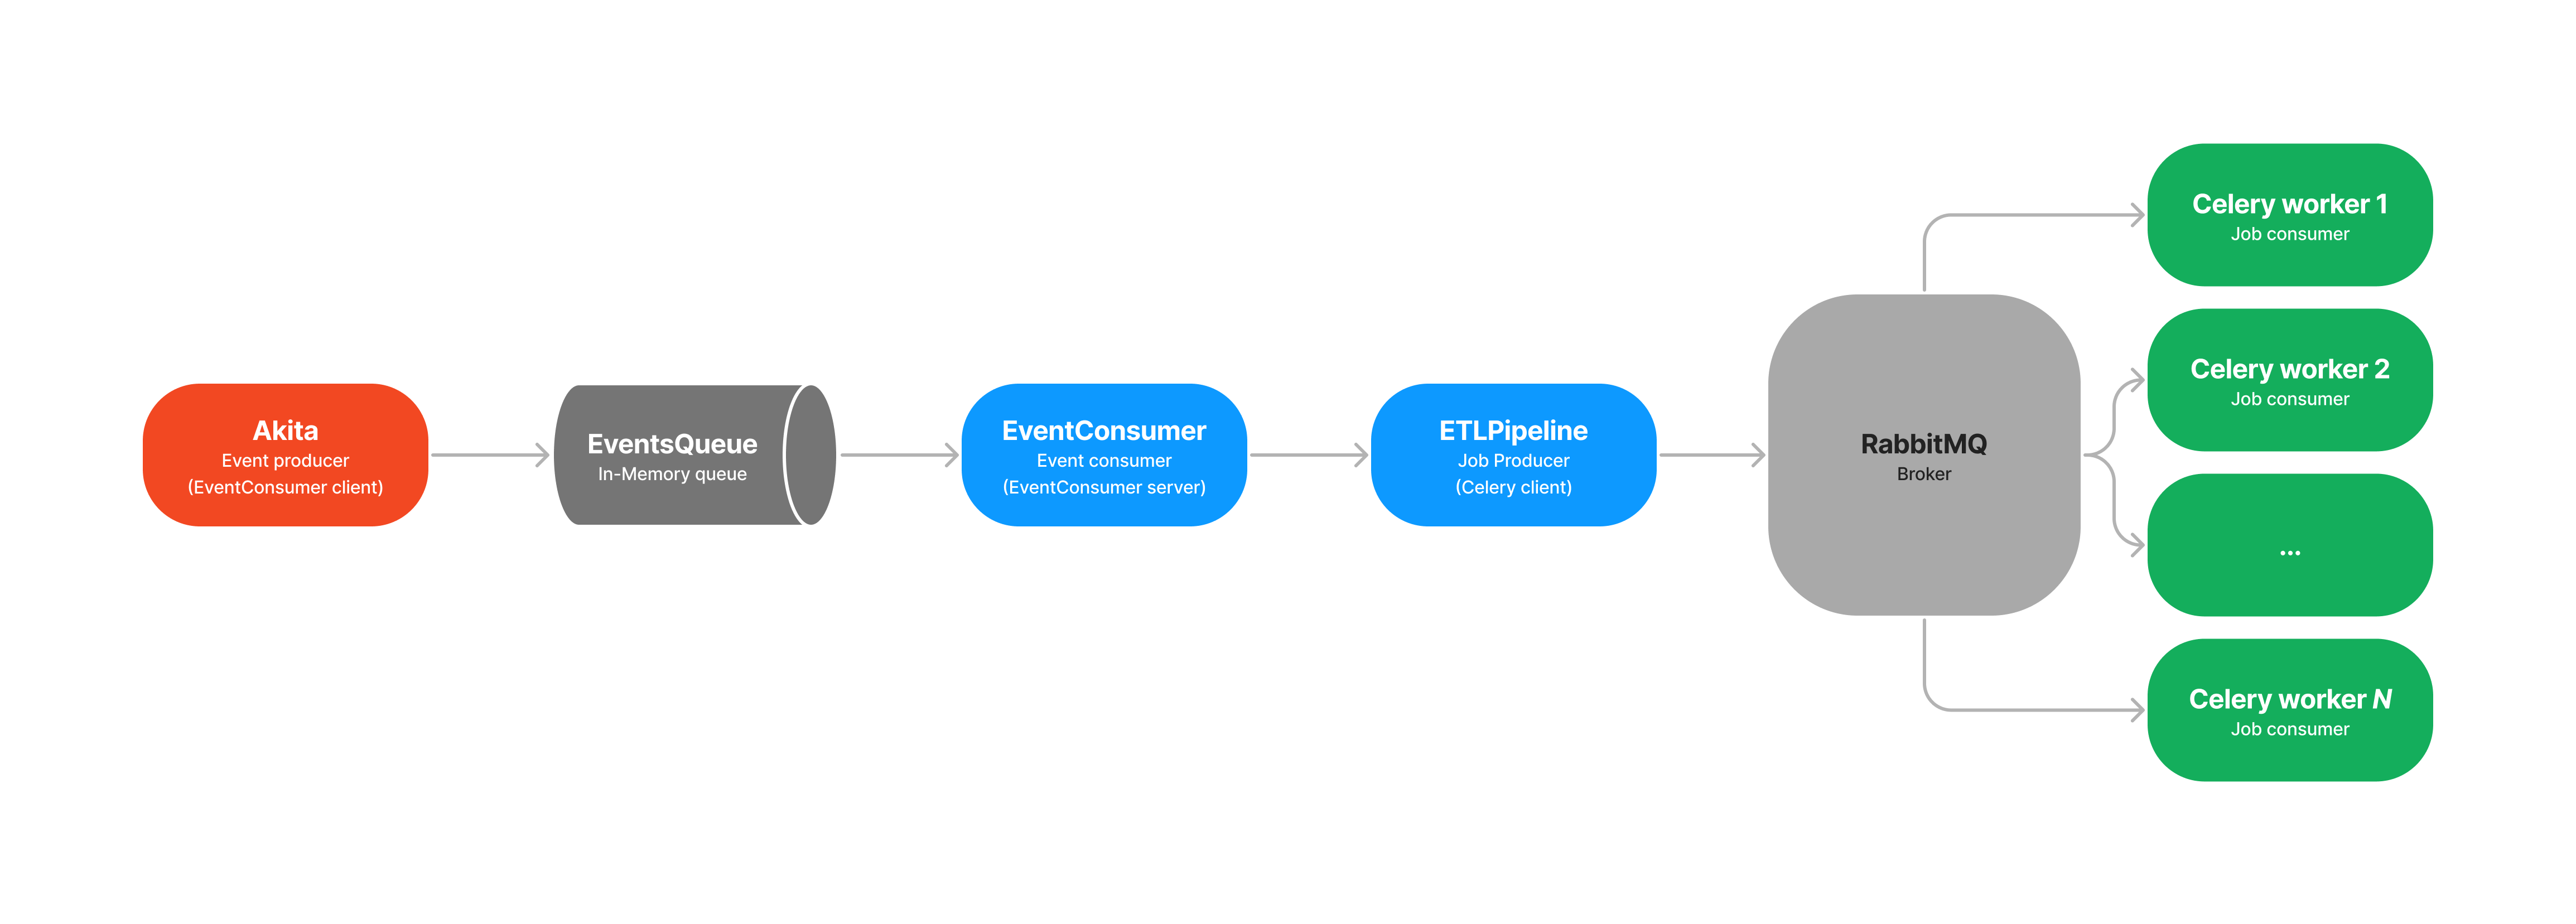 Akita
Event producer
(EventConsumer client)
EventsQueue
In-Memory queue
EventConsumer
Event consumer
(EventConsumer server)
ETLPipeline
Job Producer
(Celery client)
RabbitMQ
Broker
Celery worker 1
Job consumer
Celery worker 2
Job consumer
...
Celery worker N
Job consumer